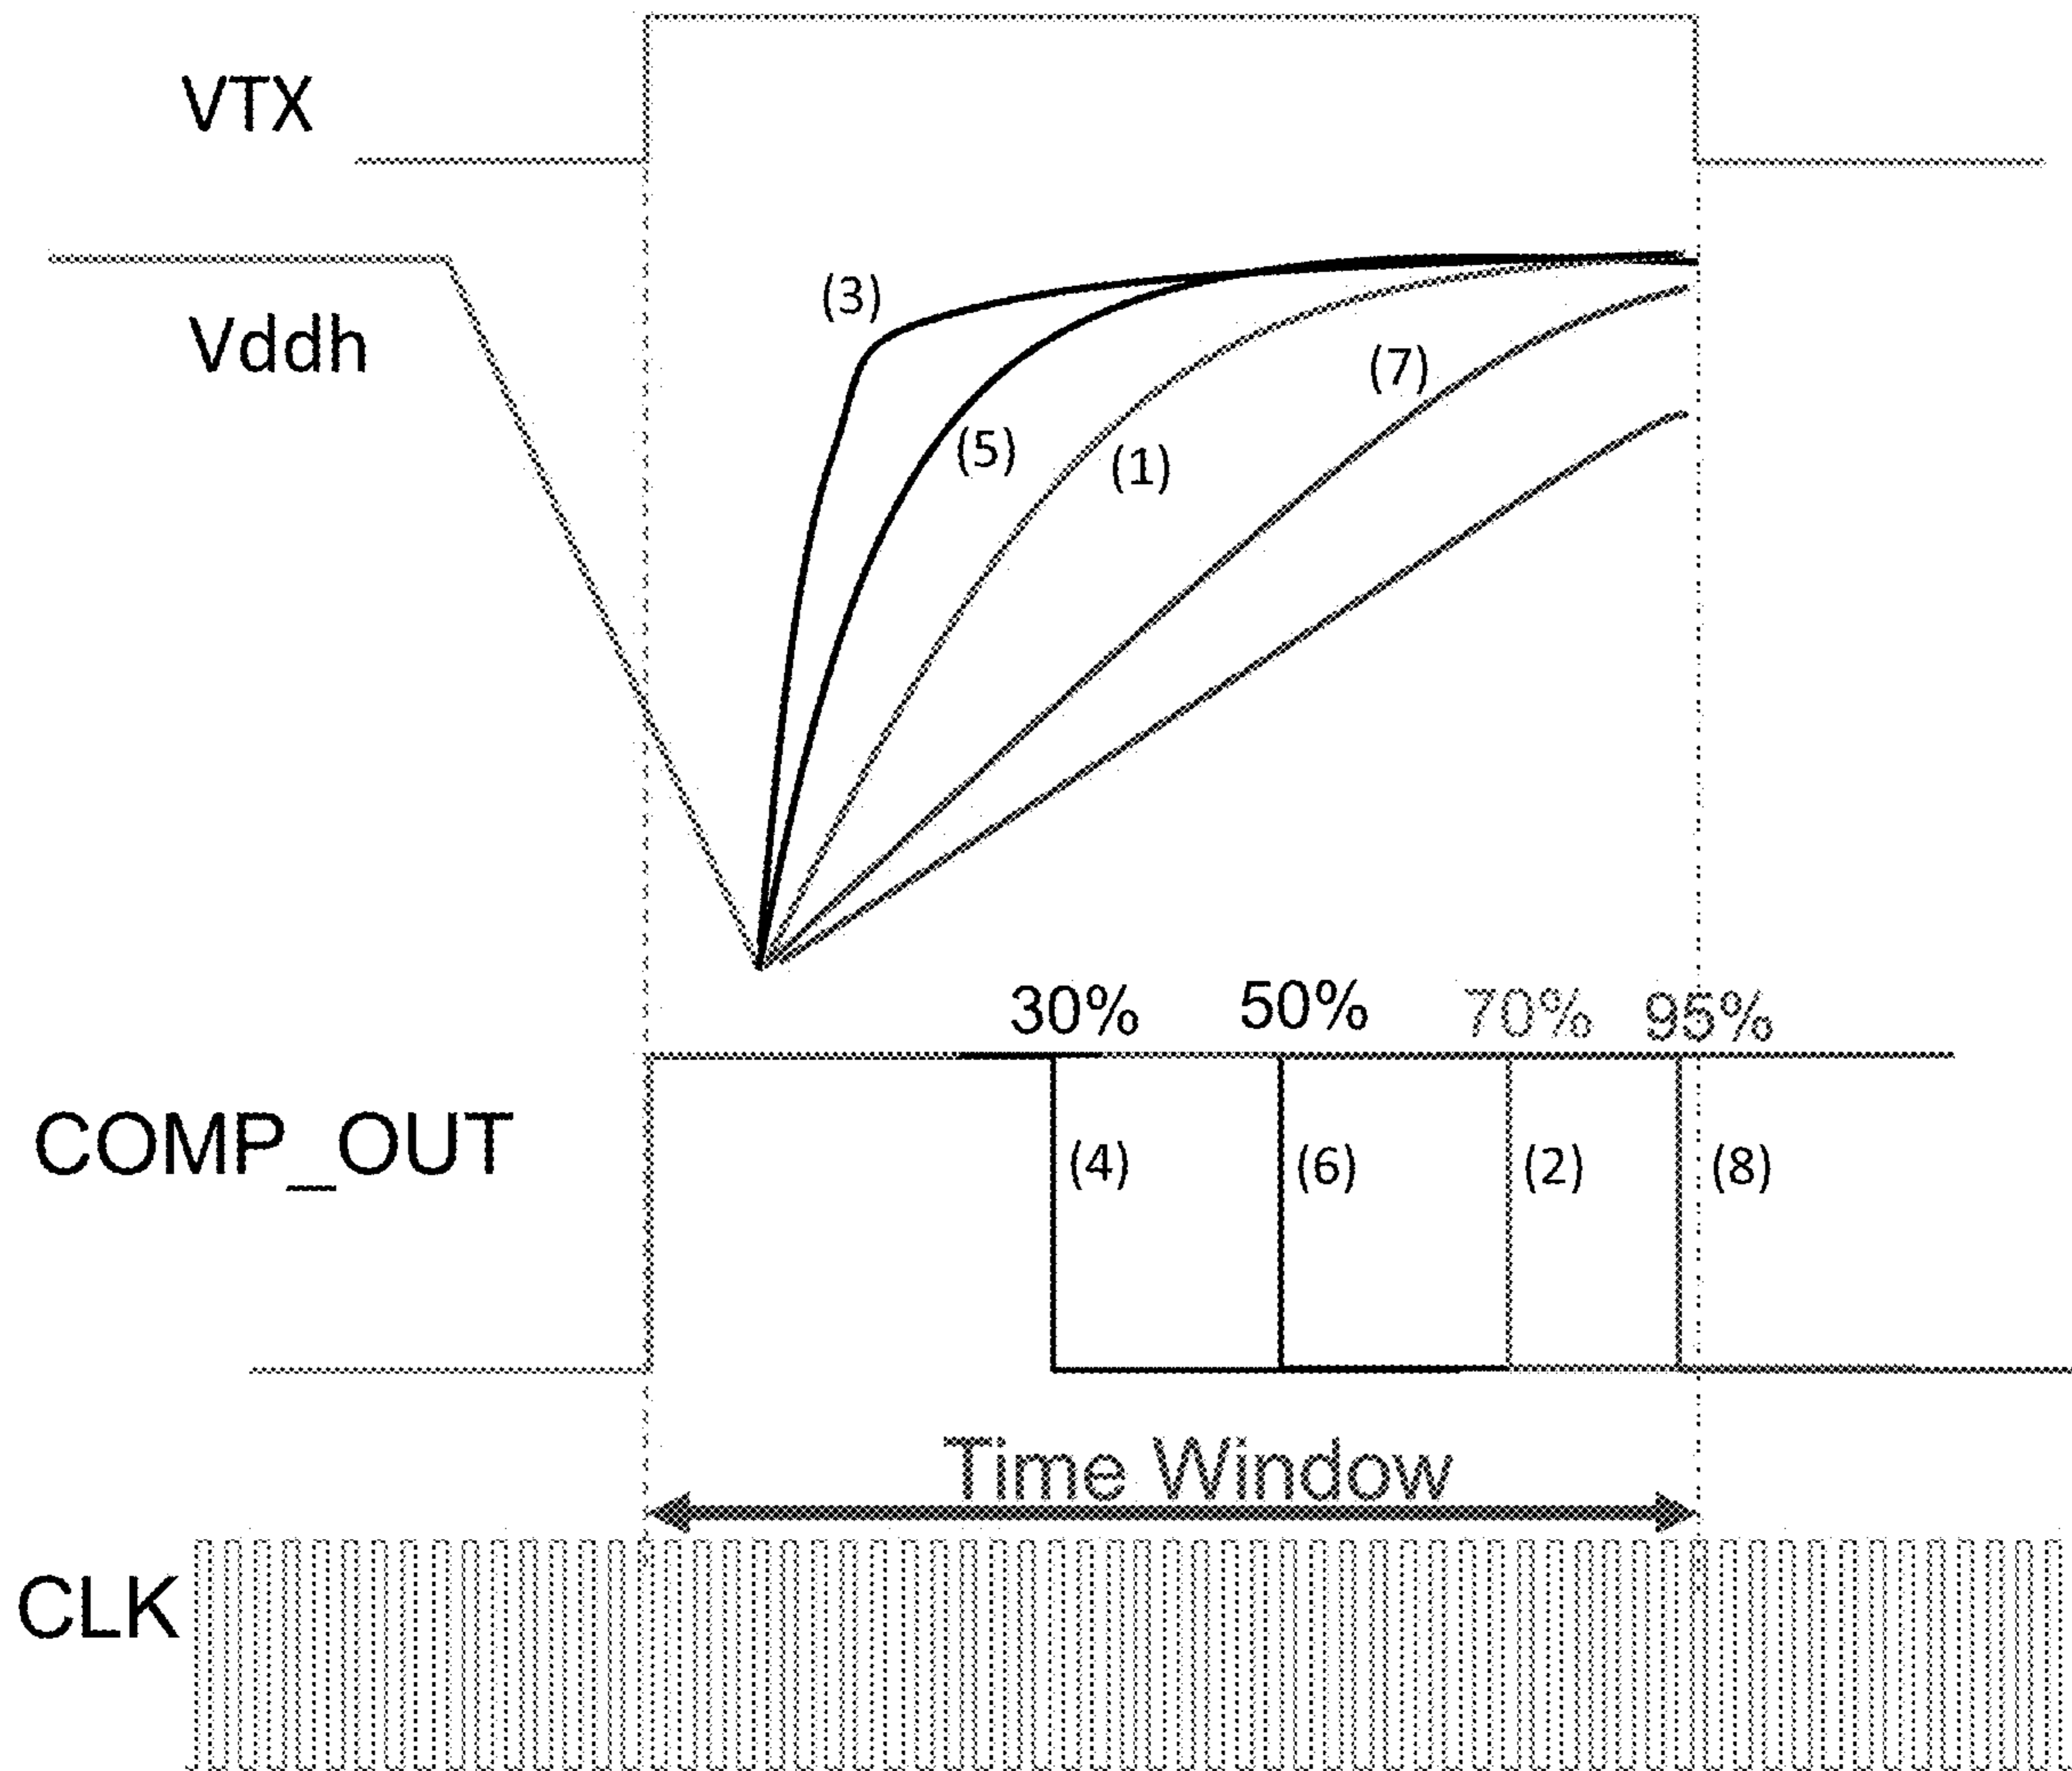 VTX
Vddh
(3)
(7)
(5)
(1)
30%
50%
70%
95%
COMP_OUT
(4)
(6)
(2)
(8)
Time Window
CLK